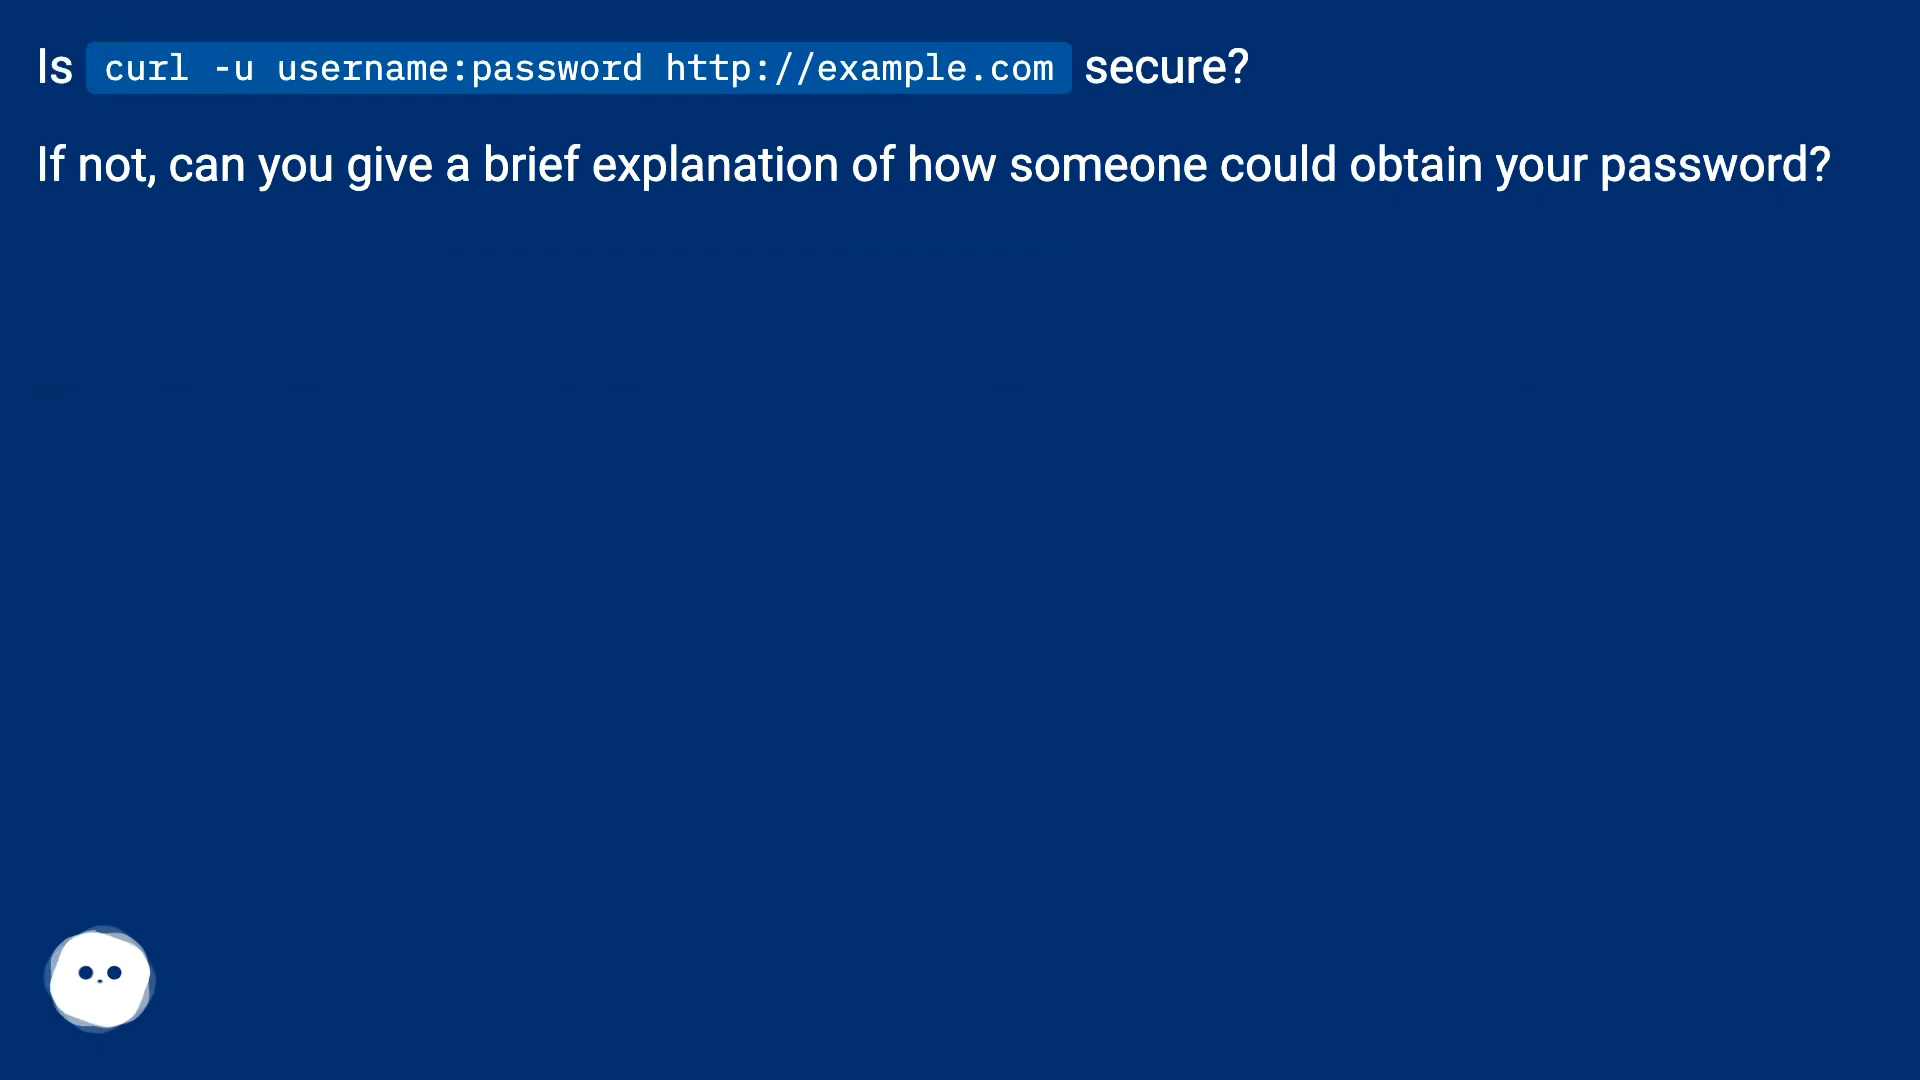 Is curl -u username:password http://example.com secure?
If not, can you give a brief explanation of how someone could obtain your password?